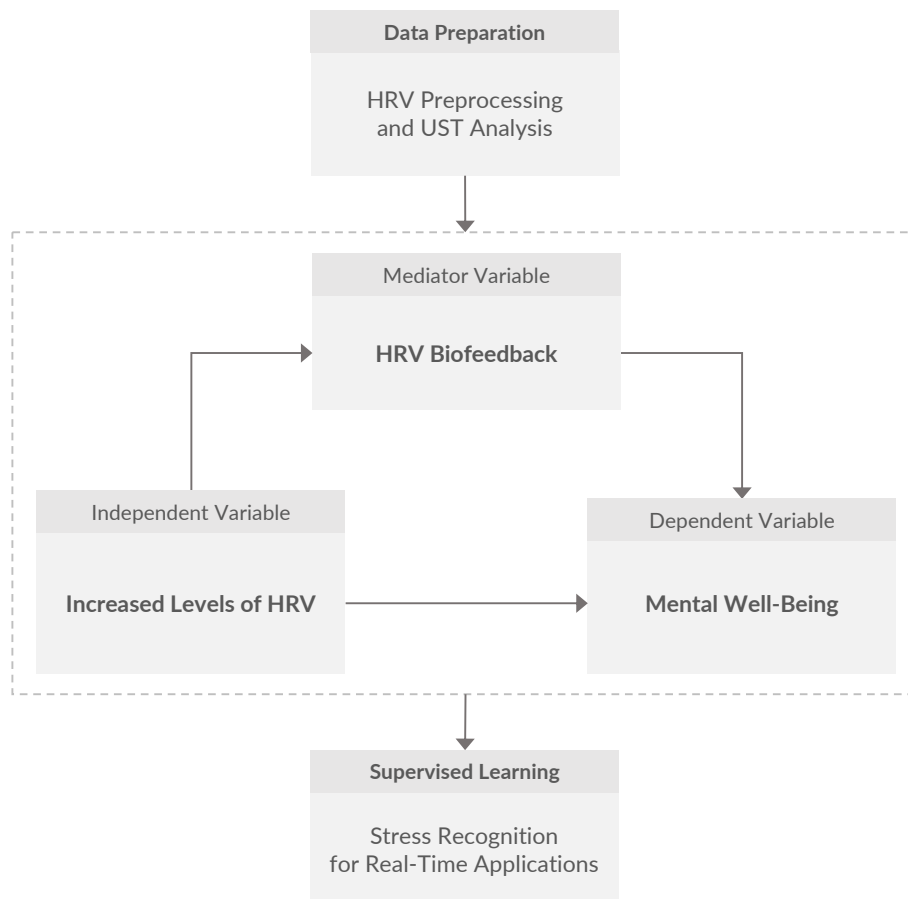 Data Preparation
HRV Preprocessing
and UST Analysis
Mediator Variable
HRV Biofeedback
Independent Variable
Increased Levels of HRV
Dependent Variable
Mental Well-Being
Supervised Learning
Stress Recognition
for Real-Time Applications